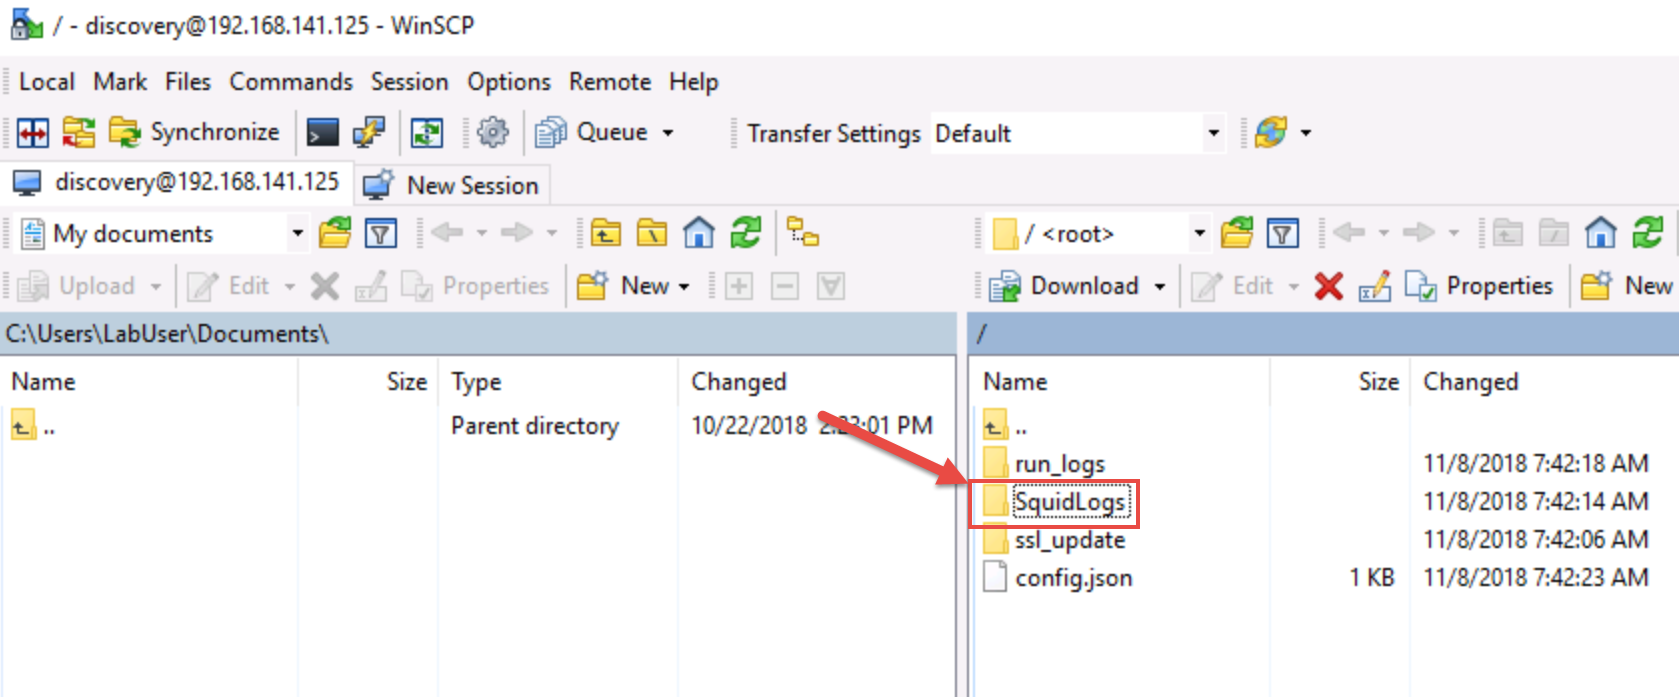 / - discovery@192.168.141.125 - WinSCP
Local Mark Files Commands Session Options Remote Help
Synchronize Queue Transfer Settings Default
discovery@192.168.141.125 New Session
My documents / <root>
Upload Edit Properties New Download Edit Properties New
C:\Users\LabUser\Documents\ /
Name Size Type Changed Name Size Changed
.. Parent directory 10/22/2018 2:23:01 PM ..
run_logs 11/8/2018 7:42:18 AM
SquidLogs 11/8/2018 7:42:14 AM
ssl_update 11/8/2018 7:42:06 AM
config.json 1 KB 11/8/2018 7:42:23 AM